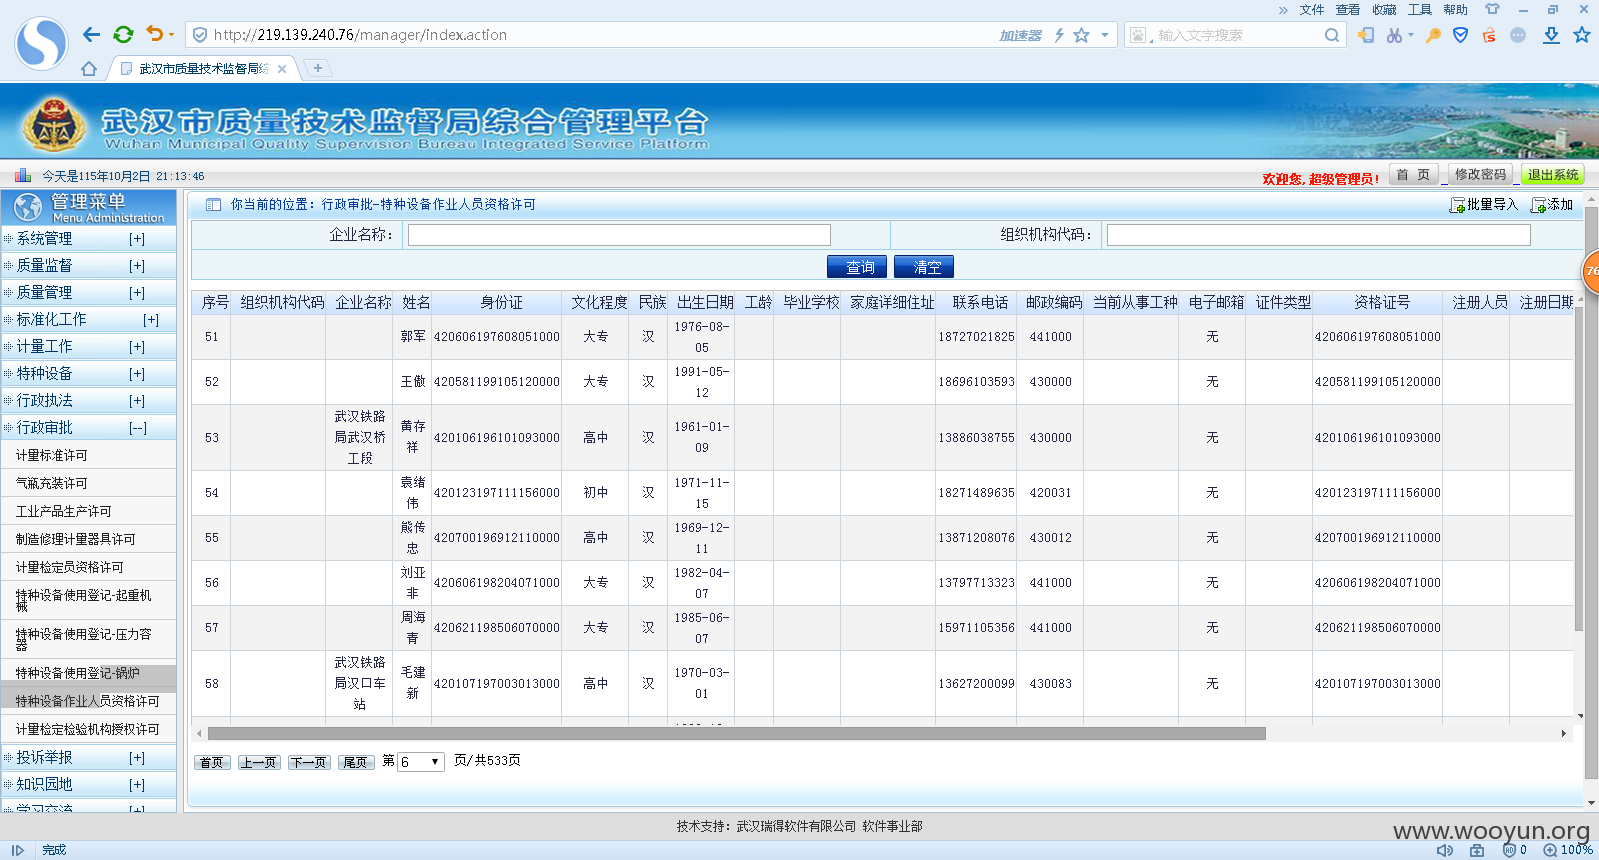 » 文件 查看 收藏 工具 帮助
http://219.139.240.76/manager/index.action 加速器 输入文字搜索
武汉市质量技术监督局综
武汉市质量技术监督局综合管理平台
Wuhan Municipal Quality Supervision Bureau Integrated Service Platform
今天是115年10月2日 21:13:46 欢迎您, 超级管理员! 首 页 修改密码 退出系统
管理菜单
Menu Administration
系统管理 [+]
质量监督 [+]
质量管理 [+]
标准化工作 [+]
计量工作 [+]
特种设备 [+]
行政执法 [+]
行政审批 [--]
计量标准许可
气瓶充装许可
工业产品生产许可
制造修理计量器具许可
计量检定员资格许可
特种设备使用登记-起重机
械
特种设备使用登记-压力容
器
特种设备使用登记-锅炉
特种设备作业人员资格许可
计量检定检验机构授权许可
投诉举报 [+]
知识园地 [+]
学习交流 [+]
你当前的位置：行政审批-特种设备作业人员资格许可 批量导入 添加
企业名称： 组织机构代码：
查询 清空
序号 组织机构代码 企业名称 姓名 身份证 文化程度 民族 出生日期 工龄 毕业学校 家庭详细住址 联系电话 邮政编码 当前从事工种 电子邮箱 证件类型 资格证号 注册人员 注册日期
51 郭军 420606197608051000 大专 汉 1976-08-05 18727021825 441000 无 420606197608051000
52 王傲 420581199105120000 大专 汉 1991-05-12 18696103593 430000 无 420581199105120000
53 武汉铁路局武汉桥工段 黄存祥 420106196101093000 高中 汉 1961-01-09 13886038755 430000 无 420106196101093000
54 袁绪伟 420123197111156000 初中 汉 1971-11-15 18271489635 420031 无 420123197111156000
55 熊传忠 420700196912110000 高中 汉 1969-12-11 13871208076 430012 无 420700196912110000
56 刘亚非 420606198204071000 大专 汉 1982-04-07 13797713323 441000 无 420606198204071000
57 周海青 420621198506070000 大专 汉 1985-06-07 15971105356 441000 无 420621198506070000
58 武汉铁路局汉口车站 毛建新 420107197003013000 高中 汉 1970-03-01 13627200099 430083 无 420107197003013000
首页 上一页 下一页 尾页 第 6 页/共533页
技术支持：武汉瑞得软件有限公司 软件事业部
www.wooyun.org
完成 0 100%
76